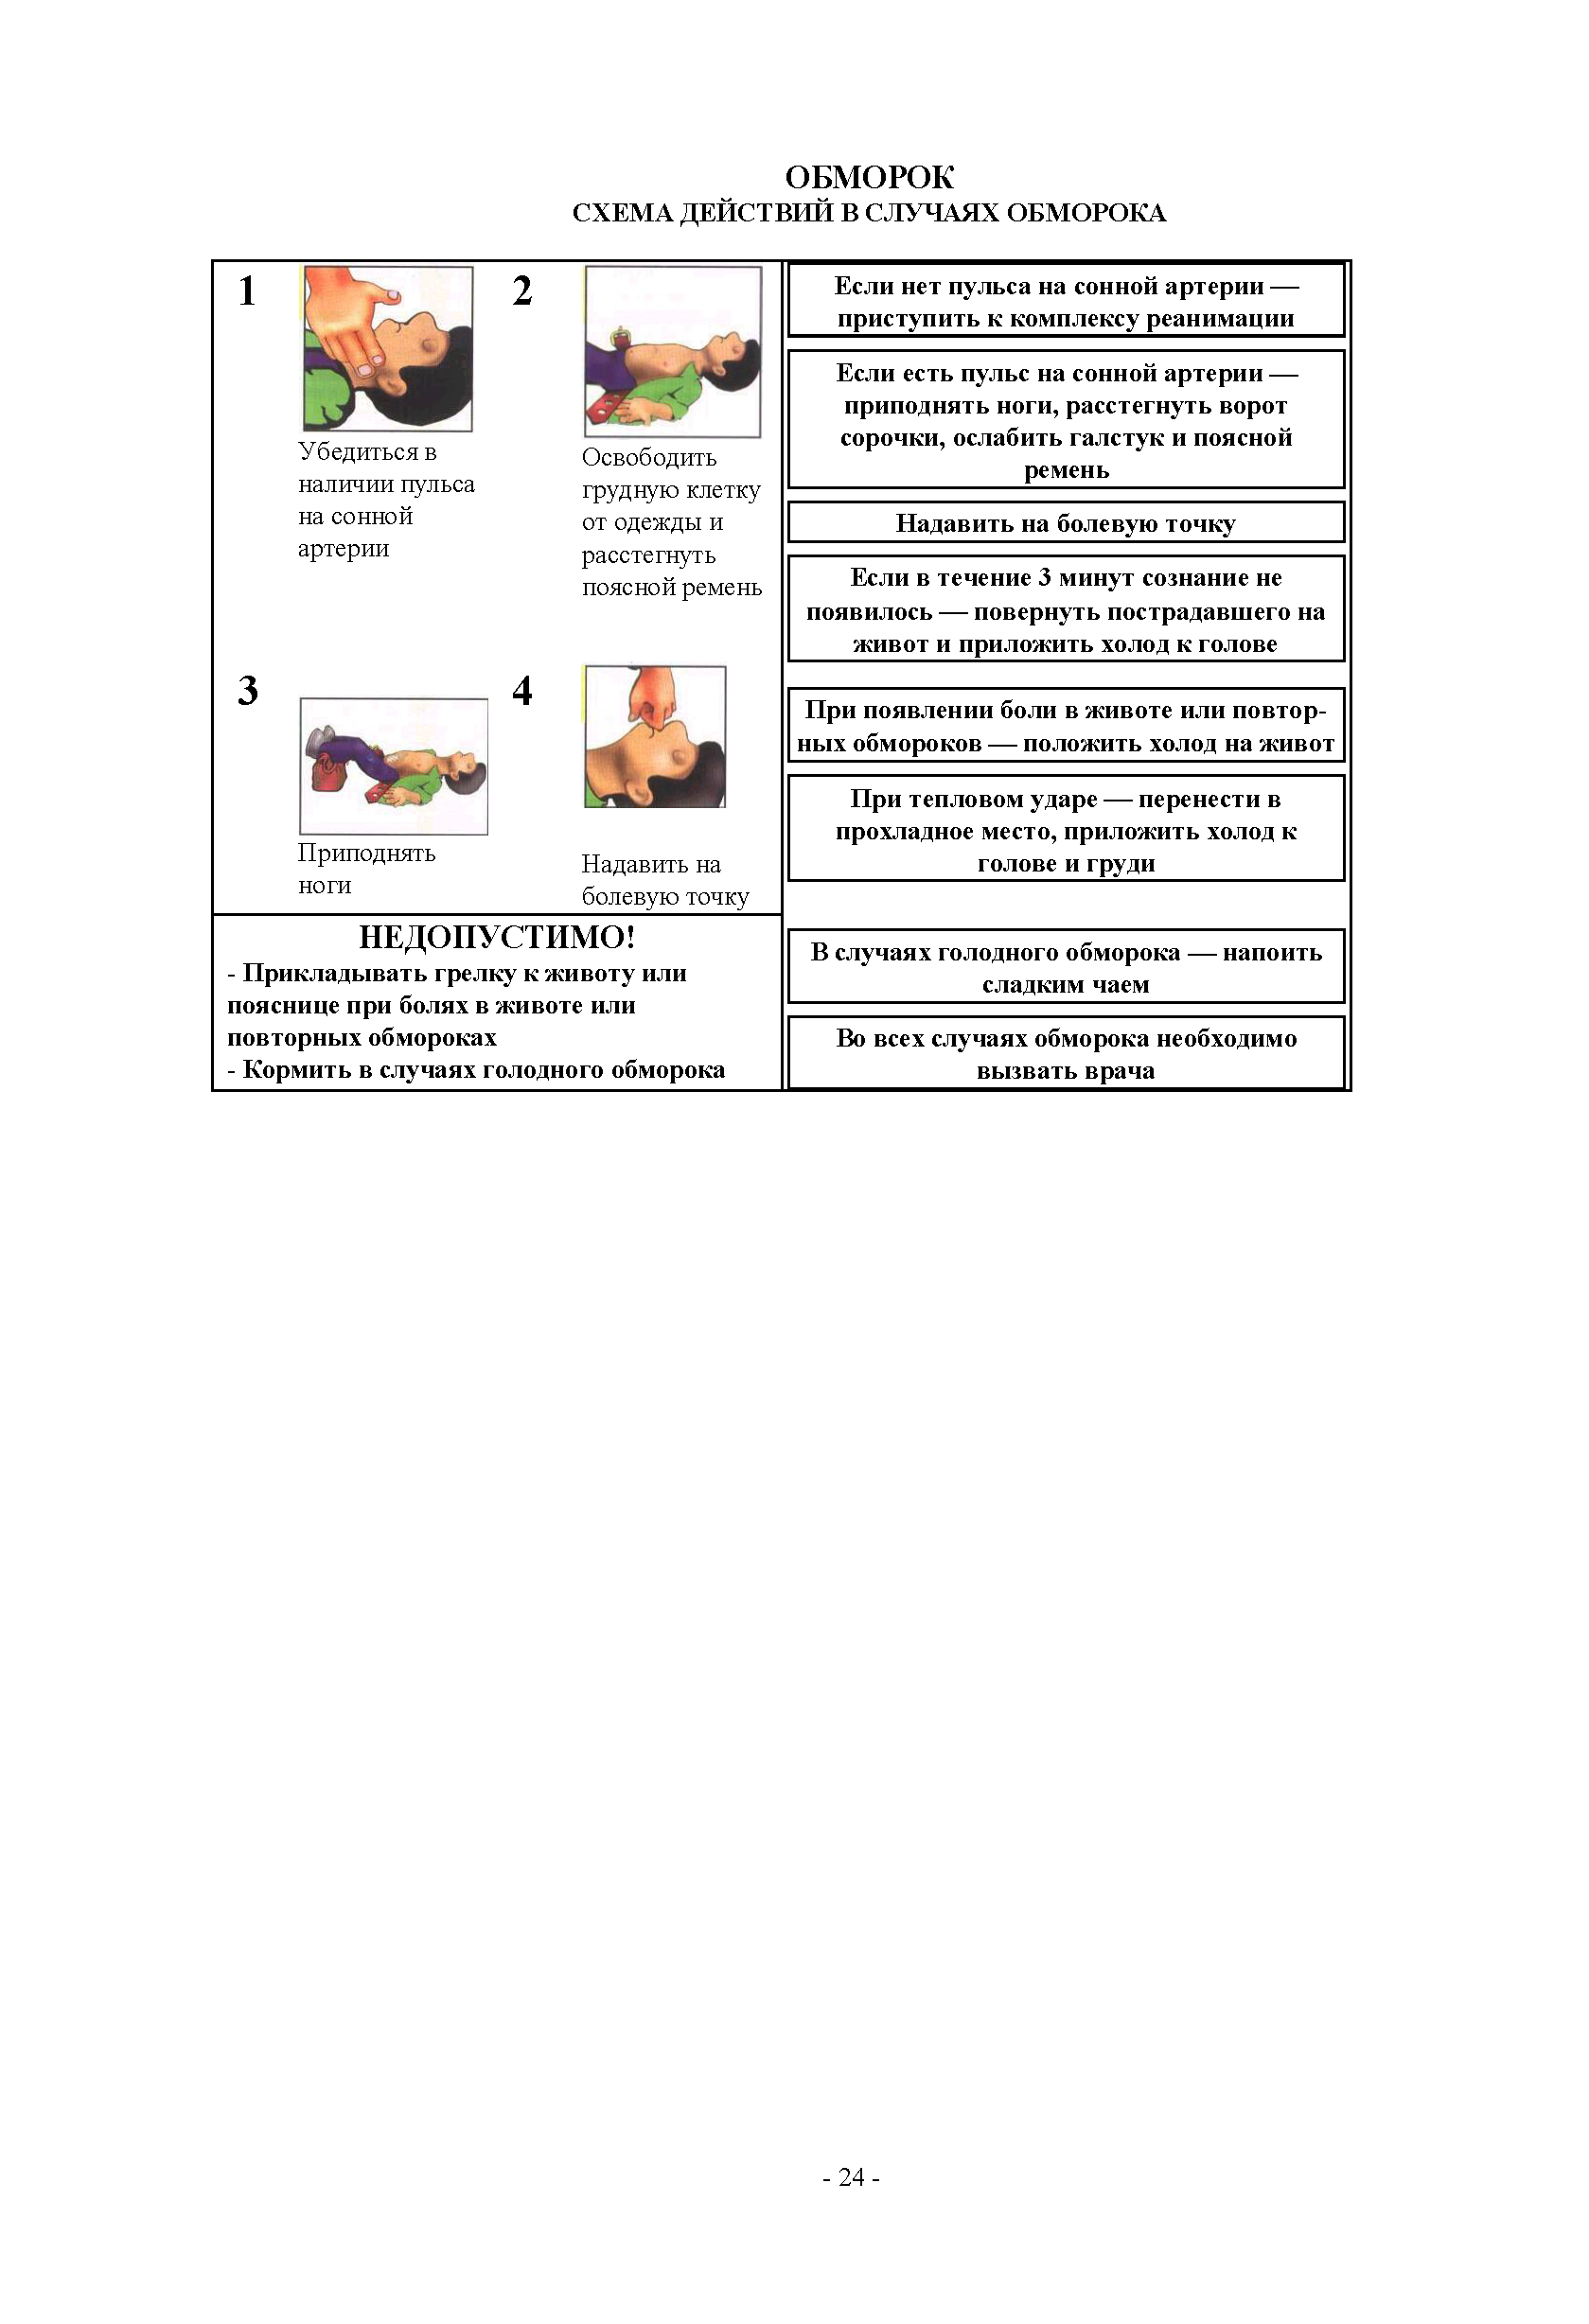 ОБМОРОК
СХЕМА ДЕЙСТВИЙ В СЛУЧАЯХ ОБМОРОКА
1
Убедиться в
наличии пульса
на сонной
артерии
2
Освободить
грудную клетку
от одежды и
расстегнуть
поясной ремень
3
Приподнять
ноги
4
Надавить на
болевую точку
НЕДОПУСТИМО!
- Прикладывать грелку к животу или
пояснице при болях в животе или
повторных обмороках
- Кормить в случаях голодного обморока
Если нет пульса на сонной артерии —
приступить к комплексу реанимации
Если есть пульс на сонной артерии —
приподнять ноги, расстегнуть ворот
сорочки, ослабить галстук и поясной
ремень
Надавить на болевую точку
Если в течение 3 минут сознание не
появилось — повернуть пострадавшего на
живот и приложить холод к голове
При появлении боли в животе или повтор-
ных обмороков — положить холод на живот
При тепловом ударе — перенести в
прохладное место, приложить холод к
голове и груди
В случаях голодного обморока — напоить
сладким чаем
Во всех случаях обморока необходимо
вызвать врача
- 24 -